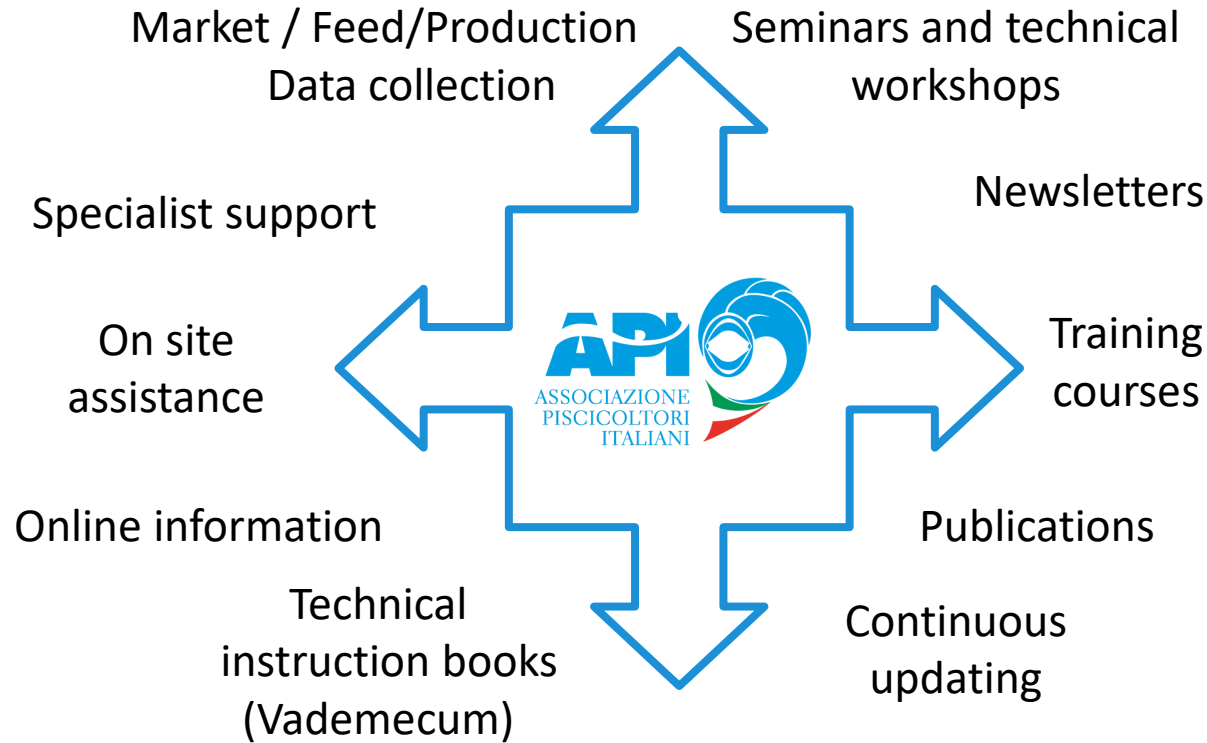 Market / Feed/Production
Data collection
Seminars and technical
workshops
Specialist support
Newsletters
On site
assistance
API
ASSOCIAZIONE
PISCICOLTORI
ITALIANI
Training
courses
Online information
Publications
Technical
instruction books
(Vademecum)
Continuous
updating